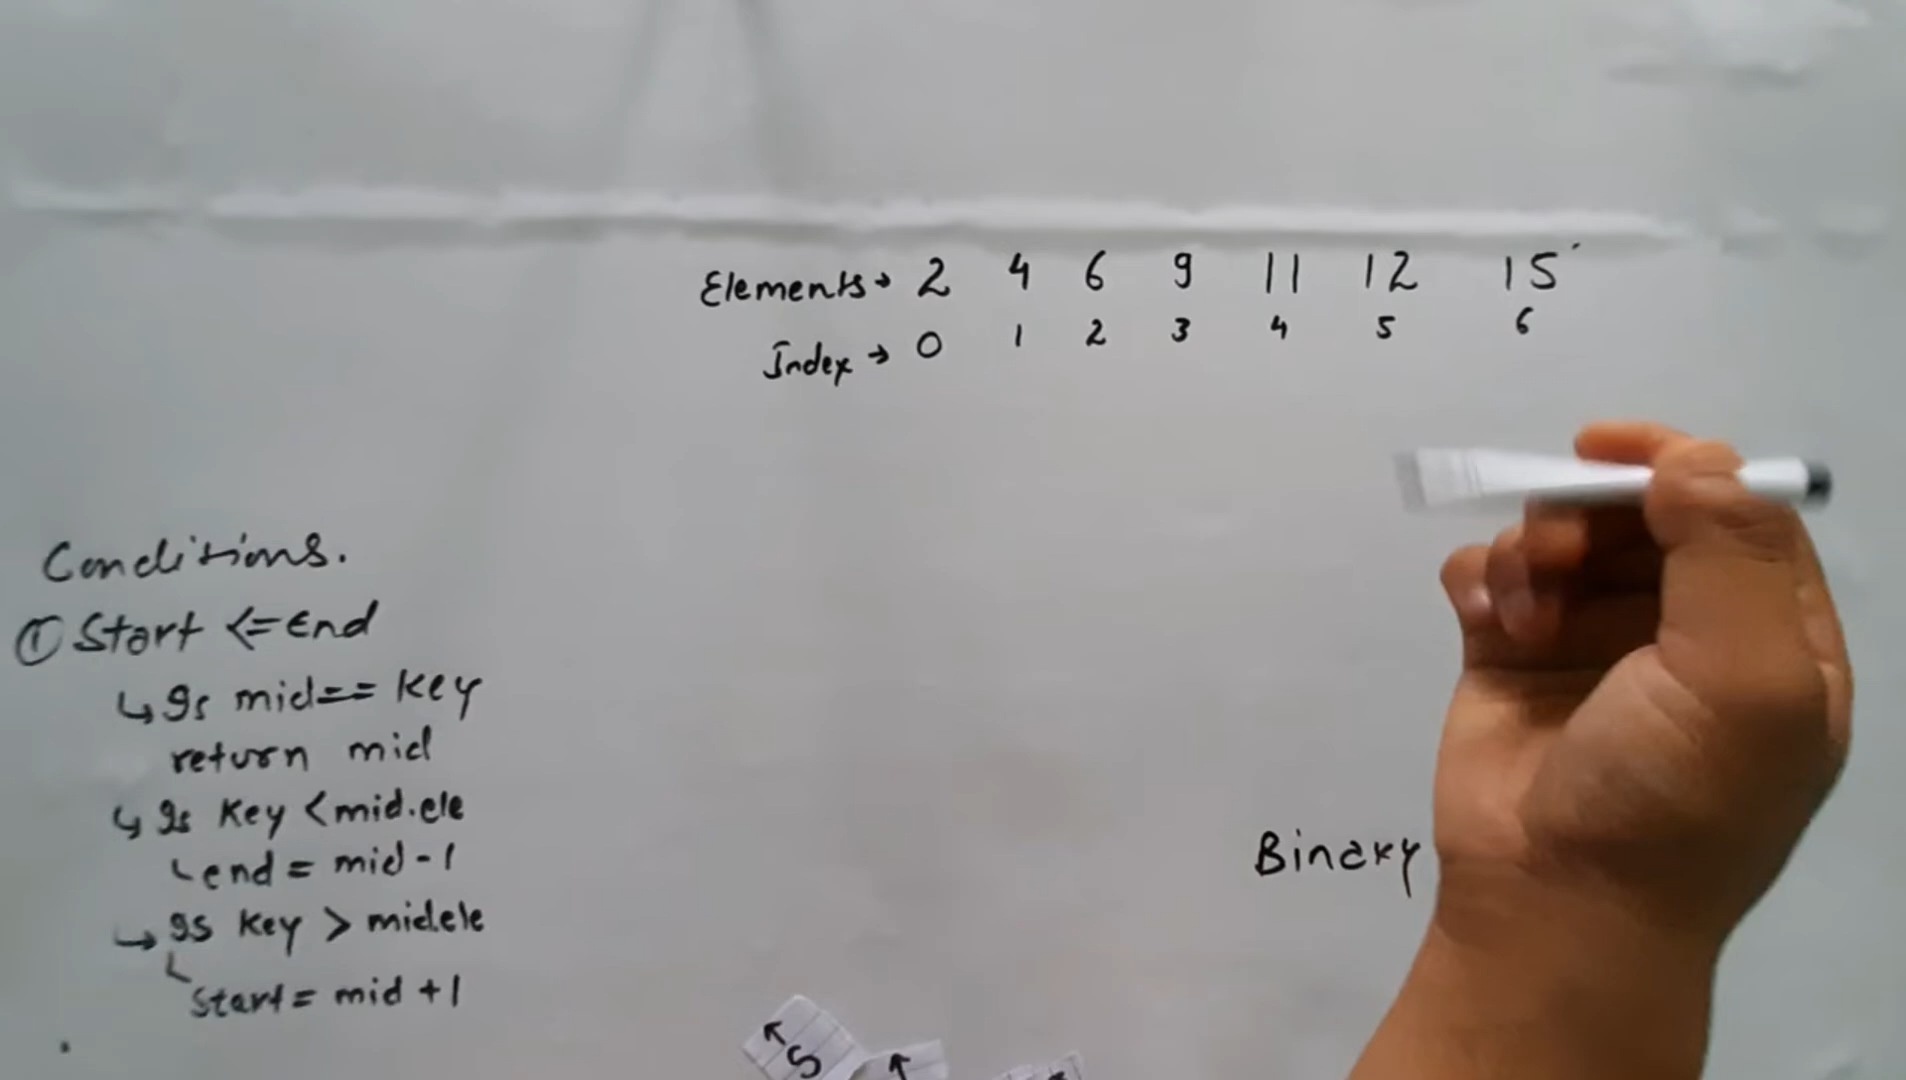 Elements→ 2 4 6 9 11 12 15
Index → 0 1 2 3 4 5 6
Conditions.
① Start <= End
↳ Is mid== key
return mid
↳ Is Key < mid.ele
end = mid-1
→ Is Key > mid.ele
Start = mid +1
Binary
↑ S
↑